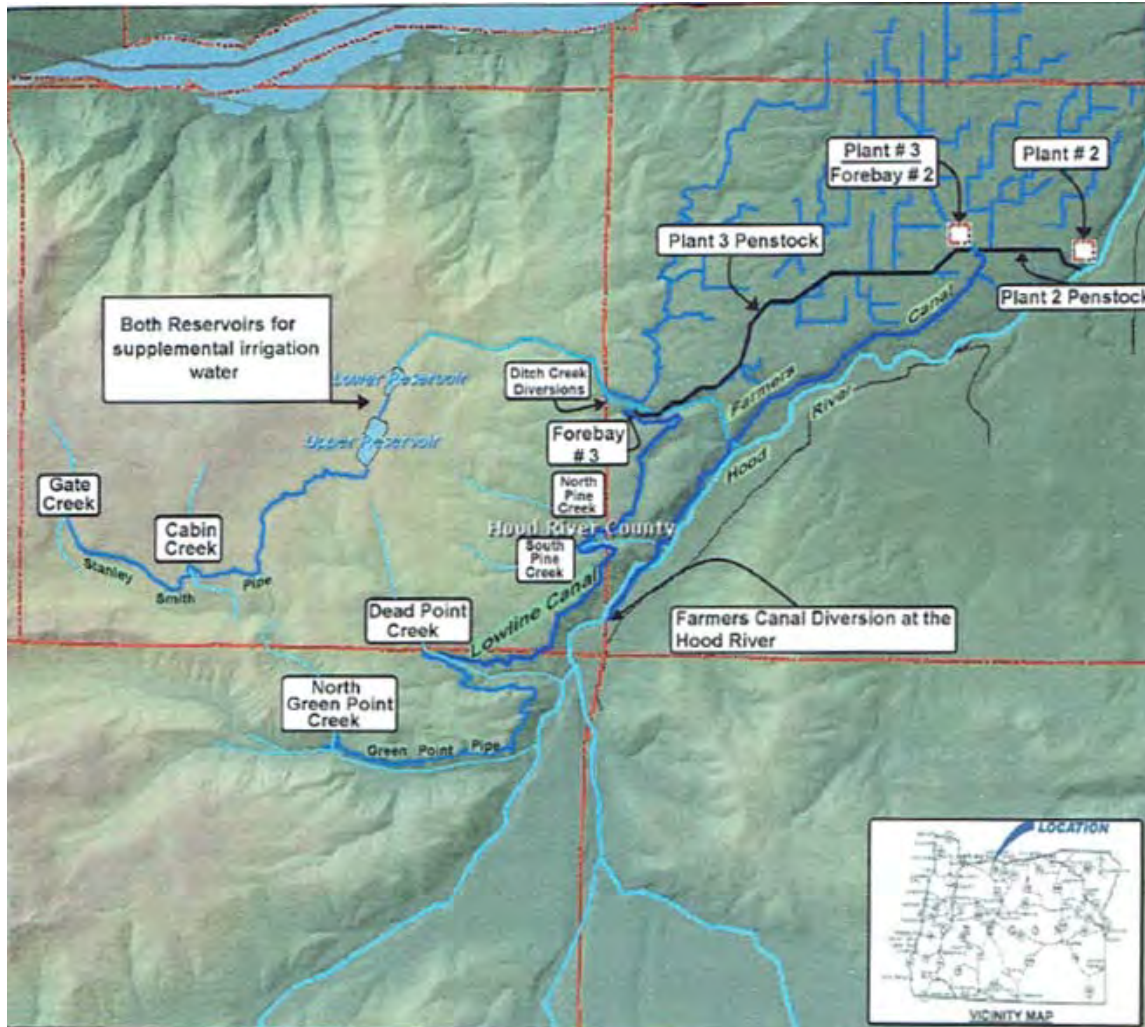 Plant # 3
Forebay # 2
Plant # 2
Plant 3 Penstock
Plant 2 Penstock
Both Reservoirs for
supplemental irrigation
water
Lower Reservoir
Upper Reservoir
Ditch Creek
Diversions
Forebay
# 3
Farmers Canal
Hood River
Gate
Creek
Cabin
Creek
Stanley Smith Pipe
North
Pine
Creek
Hood River County
South
Pine
Creek
Lowline Canal
Dead Point
Creek
Farmers Canal Diversion at the
Hood River
North
Green Point
Creek
Green Point Pipe
LOCATION
VICINITY MAP